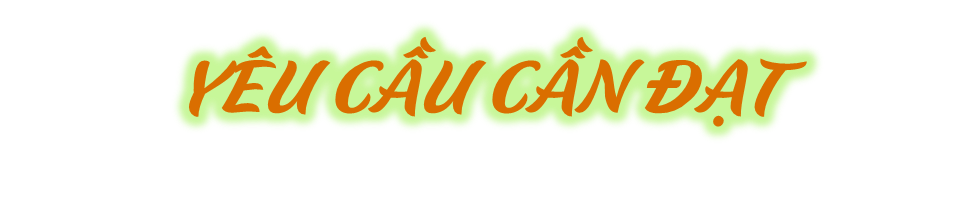 YÊU CẦU CẦN ĐẠT